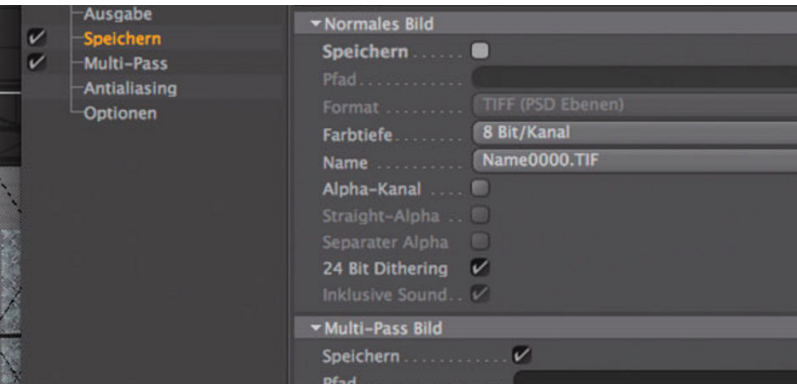 Ausgabe
Speichern
Multi-Pass
Antialiasing
Optionen
Normales Bild
Speichern
Pfad
Format TIFF (PSD Ebenen)
Farbtiefe 8 Bit/Kanal
Name Name0000.TIF
Alpha-Kanal
Straight-Alpha
Separater Alpha
24 Bit Dithering
Inklusive Sound
Multi-Pass Bild
Speichern
Pfad